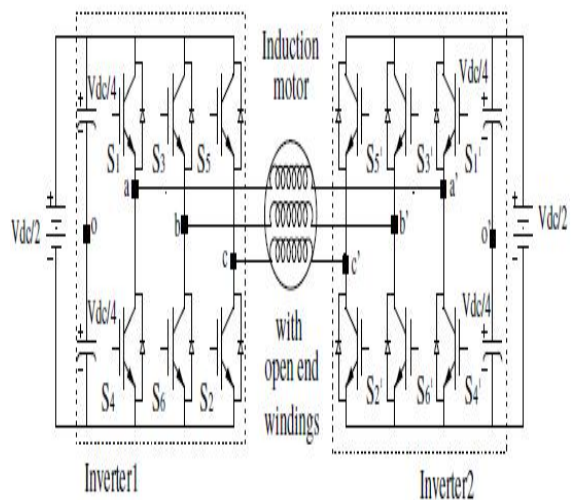 Induction
motor
Vdc/4
Vdc/4
S1
S3
S5
S5'
S3'
S1'
a
a'
Vdc/2
o
b
b'
o'
Vdc/2
c
c'
Vdc/4
Vdc/4
with
open end
windings
S4
S6
S2
S2'
S6'
S4'
Inverter1
Inverter2